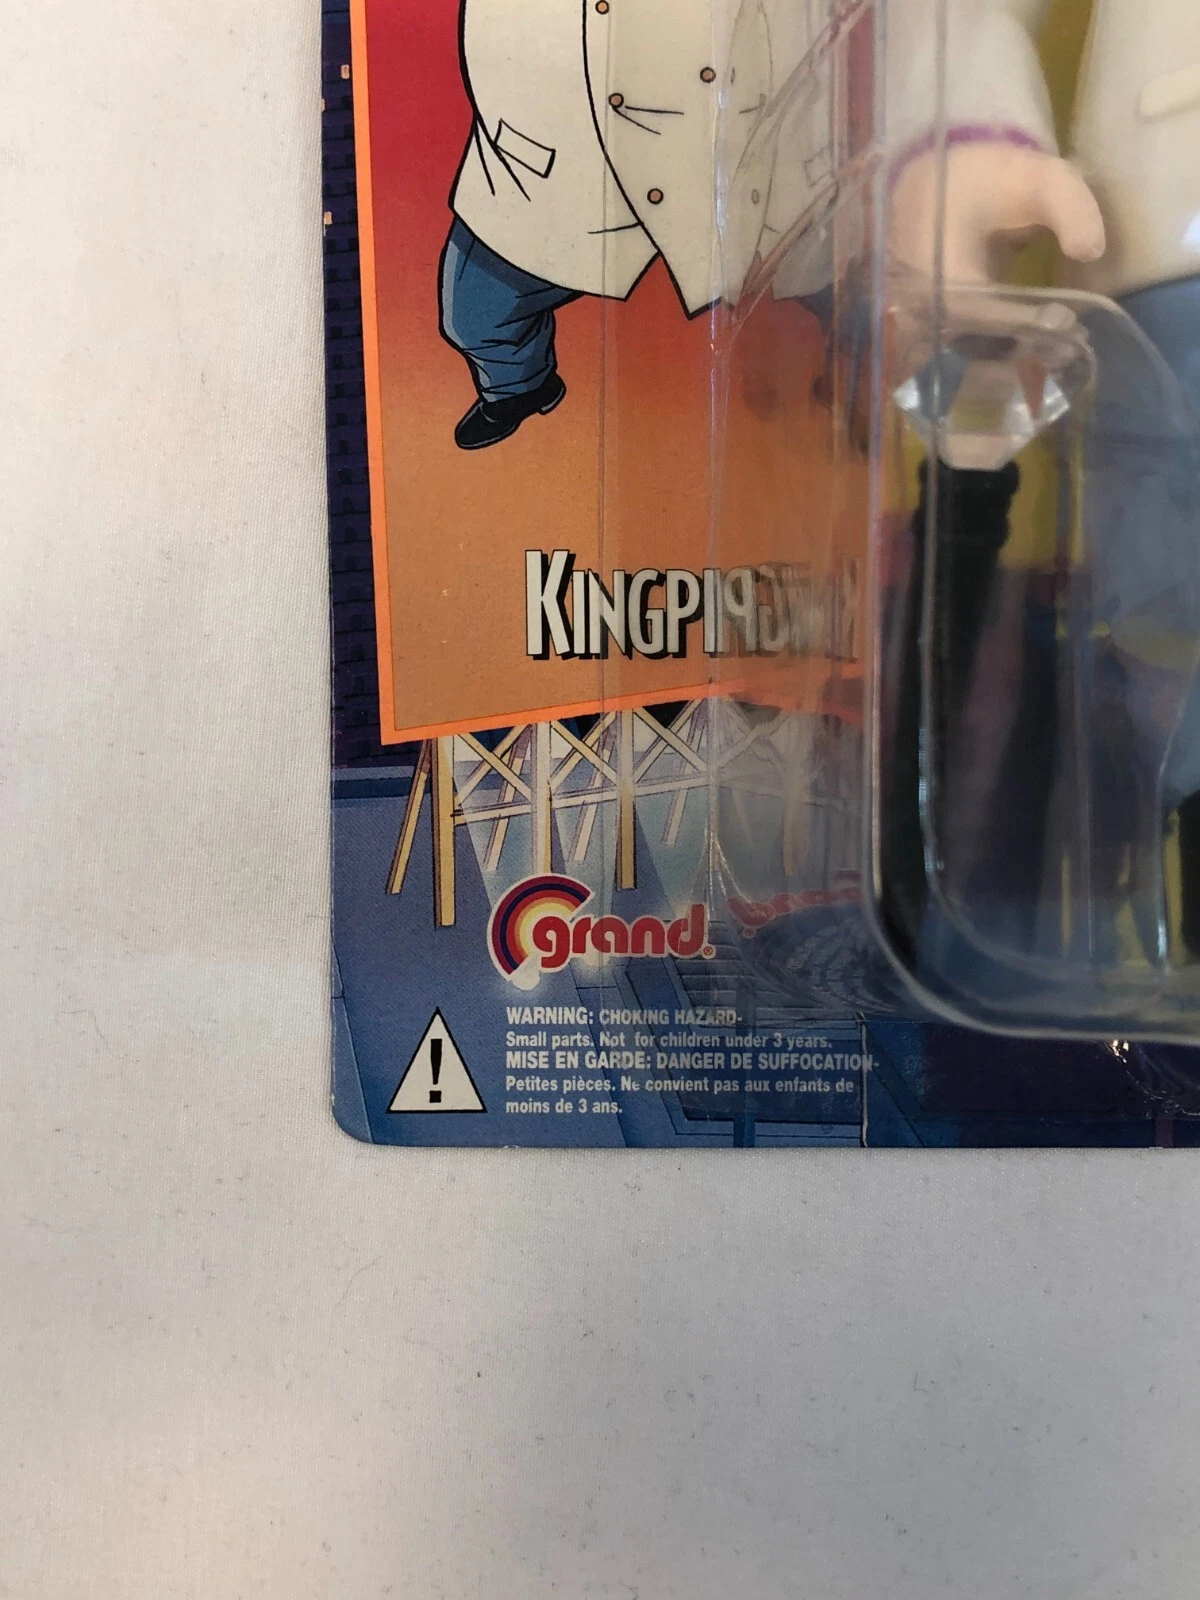 KINGPI
grand.®
WARNING: CHOKING HAZARD-
Small parts. Not for children under 3 years.
MISE EN GARDE: DANGER DE SUFFOCATION-
Petites pièces. Ne convient pas aux enfants de
moins de 3 ans.
!